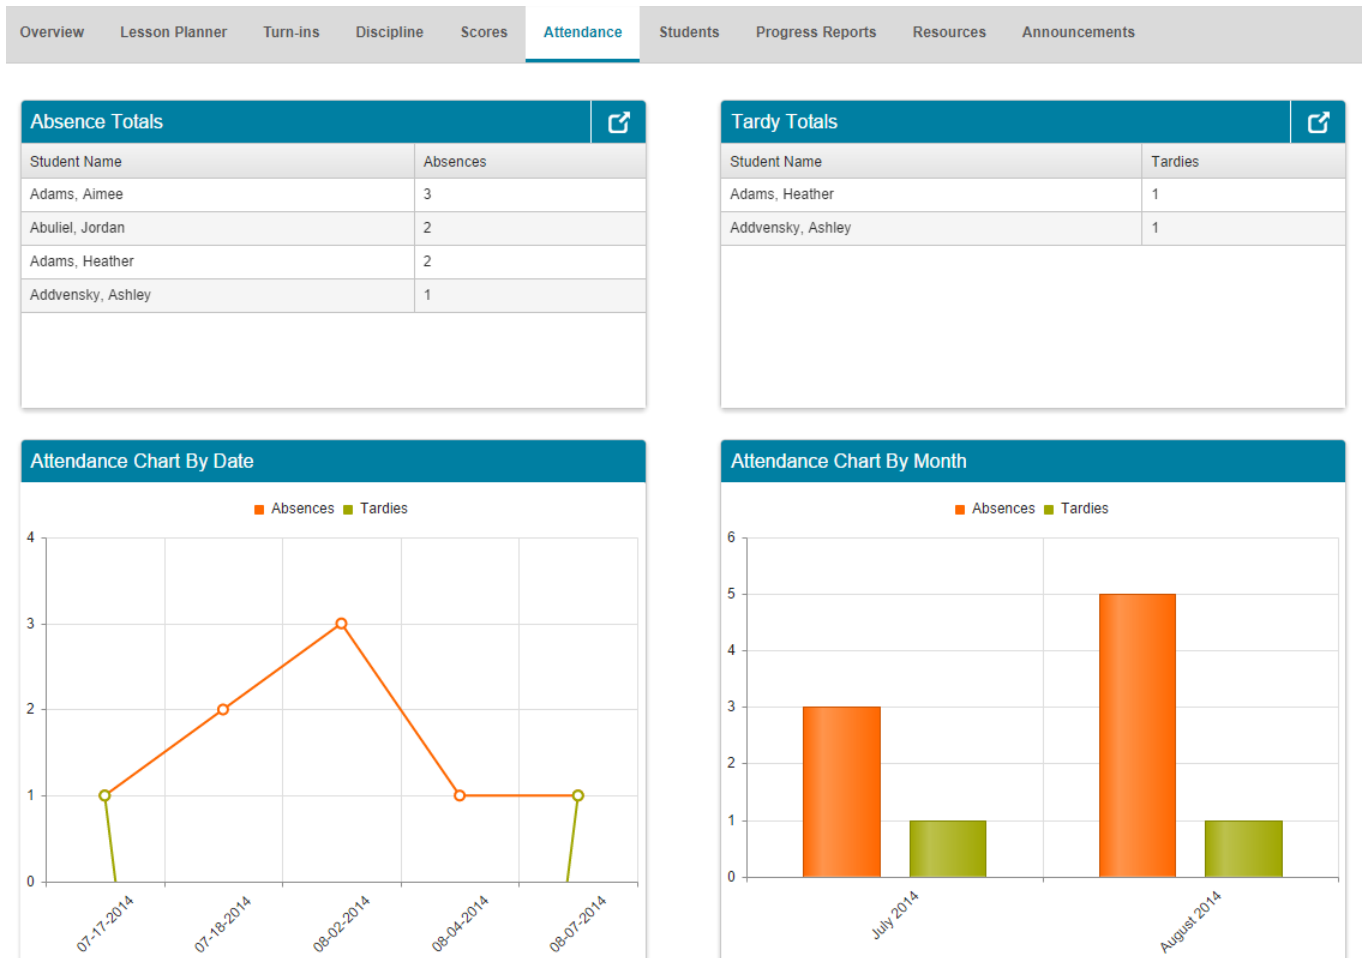 Overview Lesson Planner Turn-ins Discipline Scores Attendance Students Progress Reports Resources Announcements
Absence Totals
Student Name Absences
Adams, Aimee 3
Abuliel, Jordan 2
Adams, Heather 2
Addvensky, Ashley 1
Tardy Totals
Student Name Tardies
Adams, Heather 1
Addvensky, Ashley 1
Attendance Chart By Date
Absences Tardies
4
3
2
1
0
07-17-2014 07-18-2014 08-02-2014 08-04-2014 08-07-2014
Attendance Chart By Month
Absences Tardies
6
5
4
3
2
1
0
July 2014 August 2014